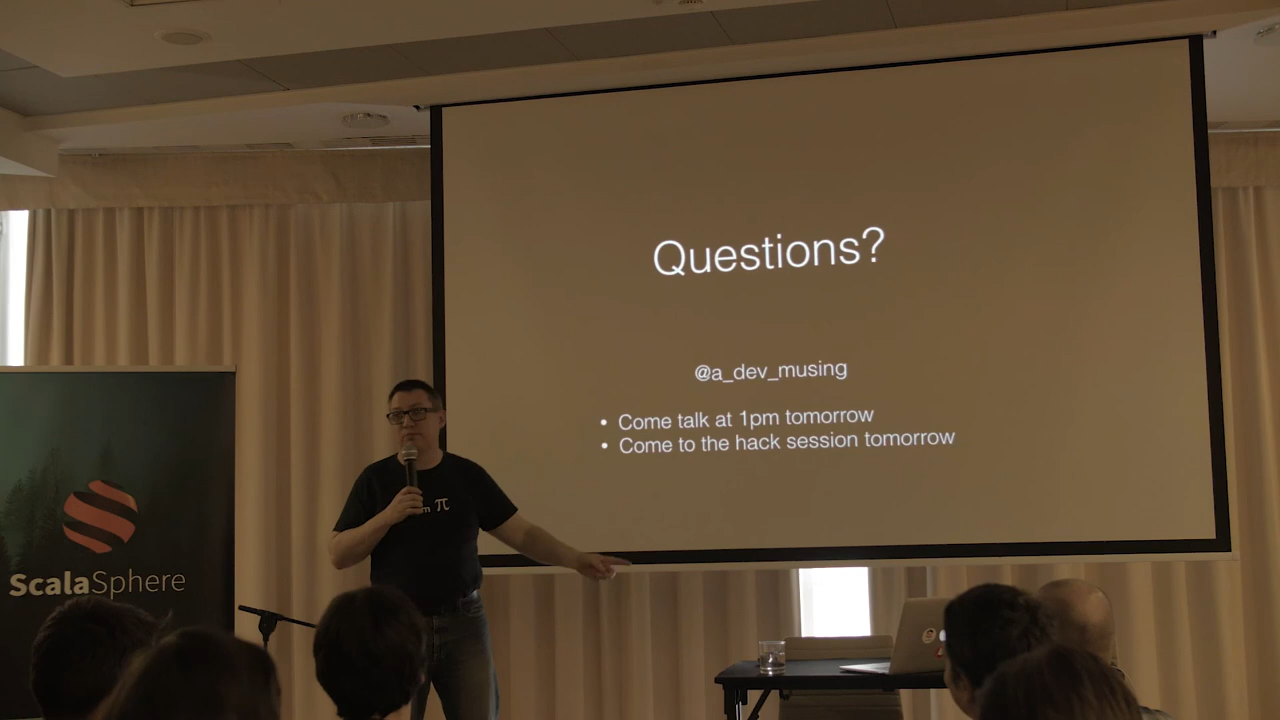 Questions?
@a_dev_musing
• Come talk at 1pm tomorrow
• Come to the hack session tomorrow
m π
ScalaSphere